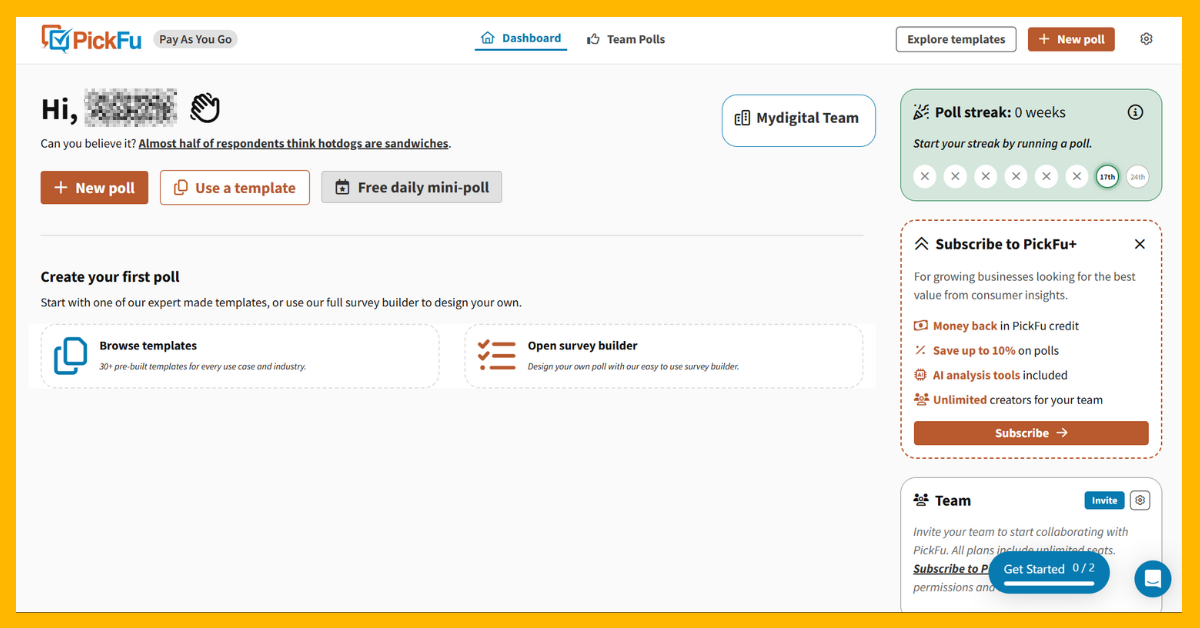 PickFu Pay As You Go
Dashboard
Team Polls
Explore templates
+ New poll
Hi,
Can you believe it? Almost half of respondents think hotdogs are sandwiches.
+ New poll
Use a template
Free daily mini-poll
Mydigital Team
Poll streak: 0 weeks
Start your streak by running a poll.
17th
24th
Create your first poll
Start with one of our expert made templates, or use our full survey builder to design your own.
Browse templates
30+ pre-built templates for every use case and industry.
Open survey builder
Design your own poll with our easy to use survey builder.
Subscribe to PickFu+
For growing businesses looking for the best
value from consumer insights.
Money back in PickFu credit
Save up to 10% on polls
AI analysis tools included
Unlimited creators for your team
Subscribe →
Team
Invite
Invite your team to start collaborating with
PickFu. All plans include unlimited seats.
Subscribe to P
permissions and
Get Started 0 / 2